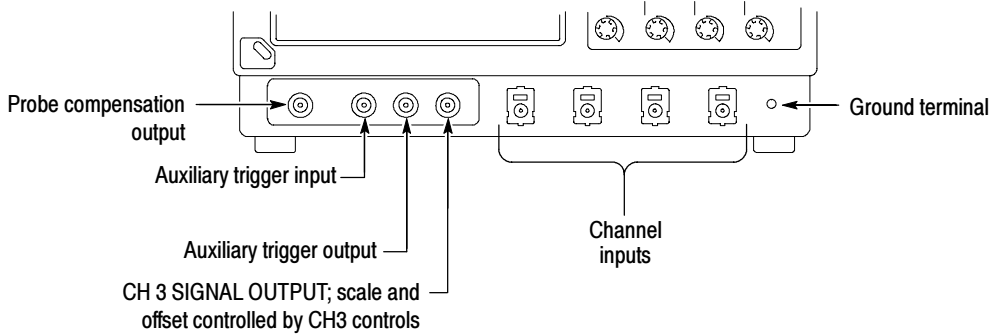 Probe compensation
output
Ground terminal
Auxiliary trigger input
Channel
inputs
Auxiliary trigger output
CH 3 SIGNAL OUTPUT; scale and
offset controlled by CH3 controls